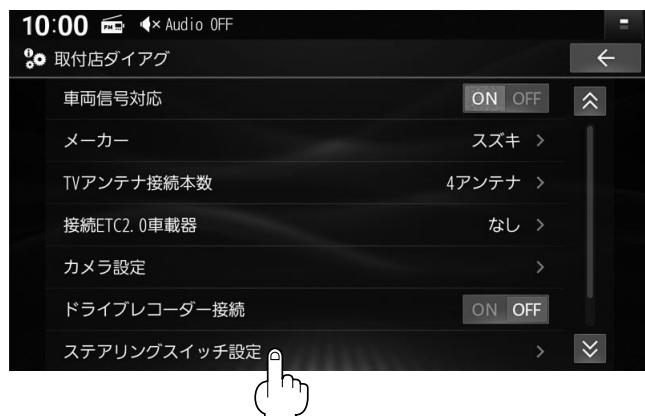 10:00 FM Audio OFF
取付店ダイアグ
車両信号対応 ON OFF
メーカー スズキ
TVアンテナ接続本数 4アンテナ
接続ETC2.0車載器 なし
カメラ設定
ドライブレコーダー接続 ON OFF
ステアリングスイッチ設定